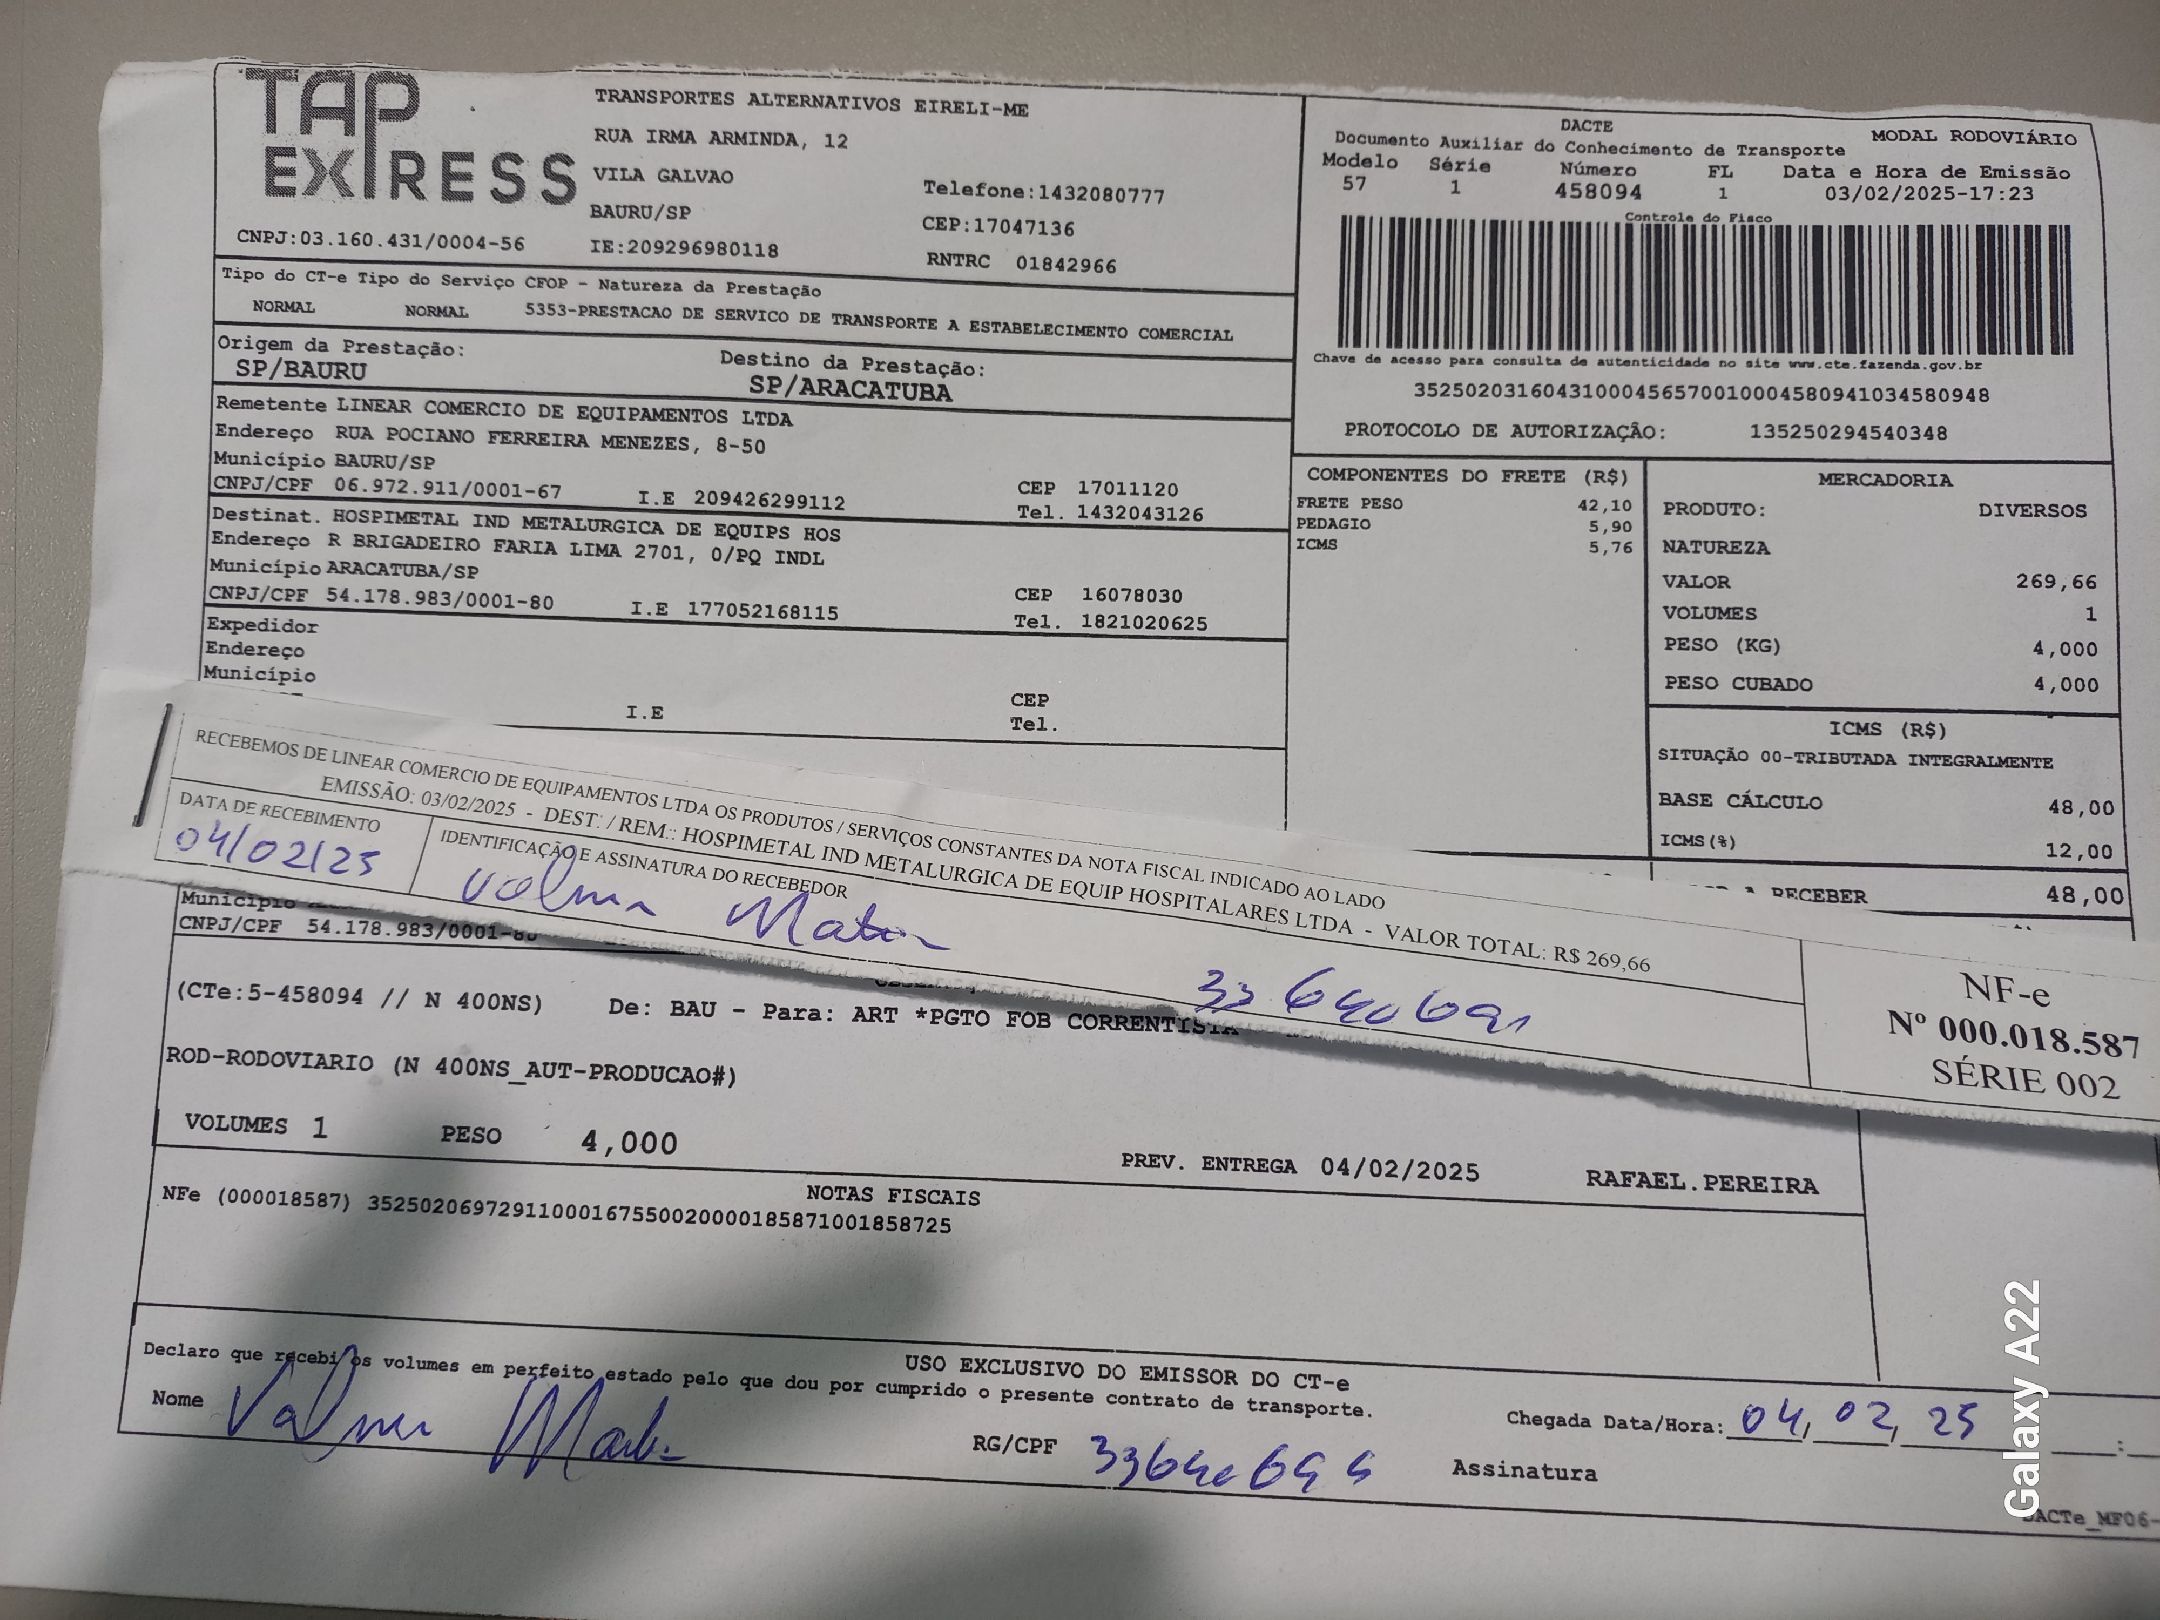 TAP
EXPRESS
TRANSPORTES ALTERNATIVOS EIRELI-ME
RUA IRMA ARMINDA, 12
VILA GALVAO
BAURU/SP
Telefone:1432080777
CEP:17047136
CNPJ:03.160.431/0004-56
IE:209296980118
RNTRC 01842966
DACTE
MODAL RODOVIÁRIO
Documento Auxiliar do Conhecimento de Transporte
Modelo Série Número FL Data e Hora de Emissão
57 1 458094 1 03/02/2025-17:23
Controle do Fisco
Chave de acesso para consulta de autenticidade no site www.cte.fazenda.gov.br
35250203160431000456570010004580941034580948
PROTOCOLO DE AUTORIZAÇÃO: 135250294540348
Tipo do CT-e Tipo do Serviço CFOP - Natureza da Prestação
NORMAL NORMAL 5353-PRESTACAO DE SERVICO DE TRANSPORTE A ESTABELECIMENTO COMERCIAL
Origem da Prestação:
SP/BAURU
Destino da Prestação:
SP/ARACATUBA
Remetente LINEAR COMERCIO DE EQUIPAMENTOS LTDA
Endereço RUA POCIANO FERREIRA MENEZES, 8-50
Município BAURU/SP
CEP 17011120
CNPJ/CPF 06.972.911/0001-67 I.E 209426299112 Tel. 1432043126
Destinat. HOSPIMETAL IND METALURGICA DE EQUIPS HOS
Endereço R BRIGADEIRO FARIA LIMA 2701, 0/PQ INDL
Município ARACATUBA/SP
CEP 16078030
CNPJ/CPF 54.178.983/0001-80 I.E 177052168115 Tel. 1821020625
Expedidor
Endereço
Município
CEP
I.E
Tel.
COMPONENTES DO FRETE (R$)
FRETE PESO 42,10
PEDAGIO 5,90
ICMS 5,76
MERCADORIA
PRODUTO: DIVERSOS
NATUREZA
VALOR 269,66
VOLUMES 1
PESO (KG) 4,000
PESO CUBADO 4,000
ICMS (R$)
SITUAÇÃO 00-TRIBUTADA INTEGRALMENTE
BASE CÁLCULO 48,00
ICMS(%) 12,00
A RECEBER 48,00
RECEBEMOS DE LINEAR COMERCIO DE EQUIPAMENTOS LTDA OS PRODUTOS / SERVIÇOS CONSTANTES DA NOTA FISCAL INDICADO AO LADO
EMISSÃO: 03/02/2025 - DEST. / REM.: HOSPIMETAL IND METALURGICA DE EQUIP HOSPITALARES LTDA - VALOR TOTAL: R$ 269,66
DATA DE RECEBIMENTO
04/02/25
IDENTIFICAÇÃO E ASSINATURA DO RECEBEDOR
NF-e
Nº 000.018.587
SÉRIE 002
Município
CNPJ/CPF 54.178.983/0001-80
(CTe:5-458094 // N 400NS) De: BAU - Para: ART *PGTO FOB CORRENTISTA
ROD-RODOVIARIO (N 400NS_AUT-PRODUCAO#)
VOLUMES 1 PESO 4,000
PREV. ENTREGA 04/02/2025 RAFAEL.PEREIRA
NOTAS FISCAIS
NFe (000018587) 35250206972911000167550020000185871001858725
USO EXCLUSIVO DO EMISSOR DO CT-e
Declaro que recebi os volumes em perfeito estado pelo que dou por cumprido o presente contrato de transporte.
Nome
RG/CPF
Chegada Data/Hora: 04, 02, 25 :
Assinatura
DACTe_MF06-
Galaxy A22